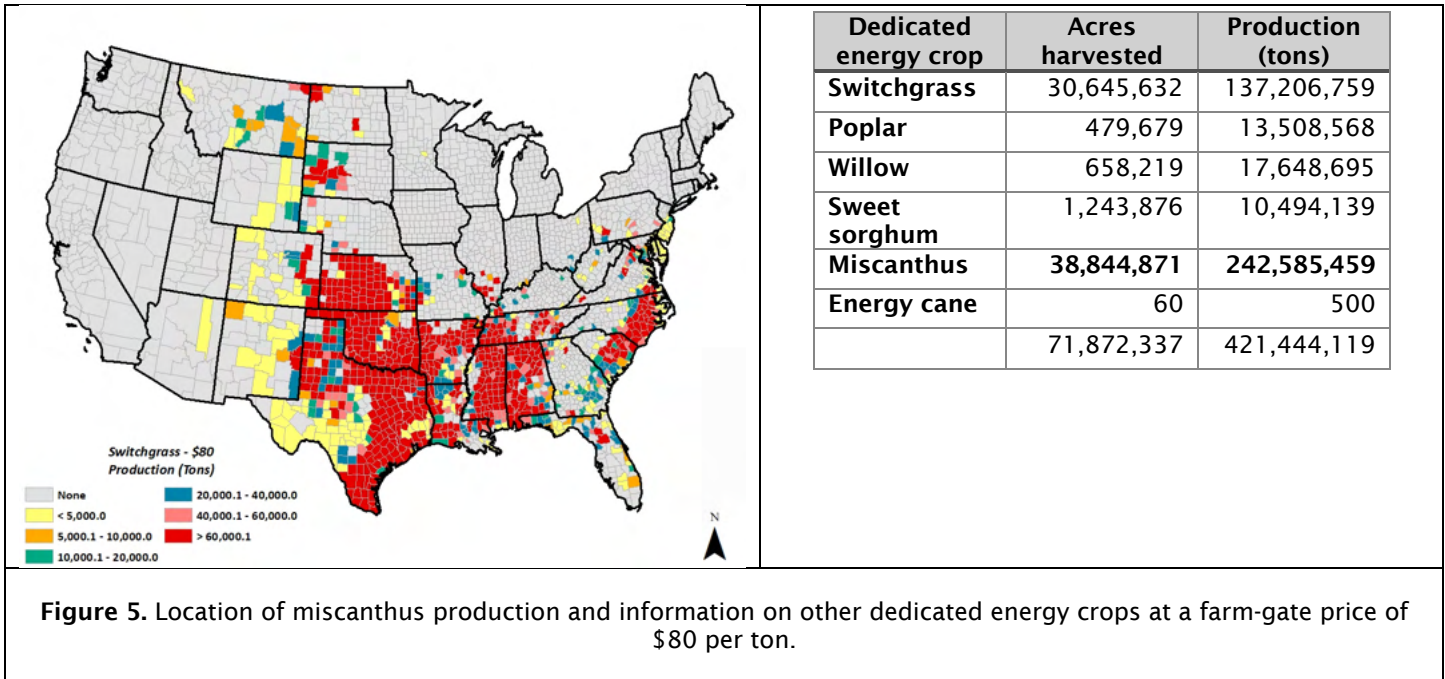 Switchgrass - $80
Production (Tons)
None
< 5,000.0
5,000.1 - 10,000.0
10,000.1 - 20,000.0
20,000.1 - 40,000.0
40,000.1 - 60,000.0
> 60,000.1
N
Dedicated energy crop Acres harvested Production (tons)
Switchgrass 30,645,632 137,206,759
Poplar 479,679 13,508,568
Willow 658,219 17,648,695
Sweet sorghum 1,243,876 10,494,139
Miscanthus 38,844,871 242,585,459
Energy cane 60 500
71,872,337 421,444,119
Figure 5. Location of miscanthus production and information on other dedicated energy crops at a farm-gate price of
$80 per ton.